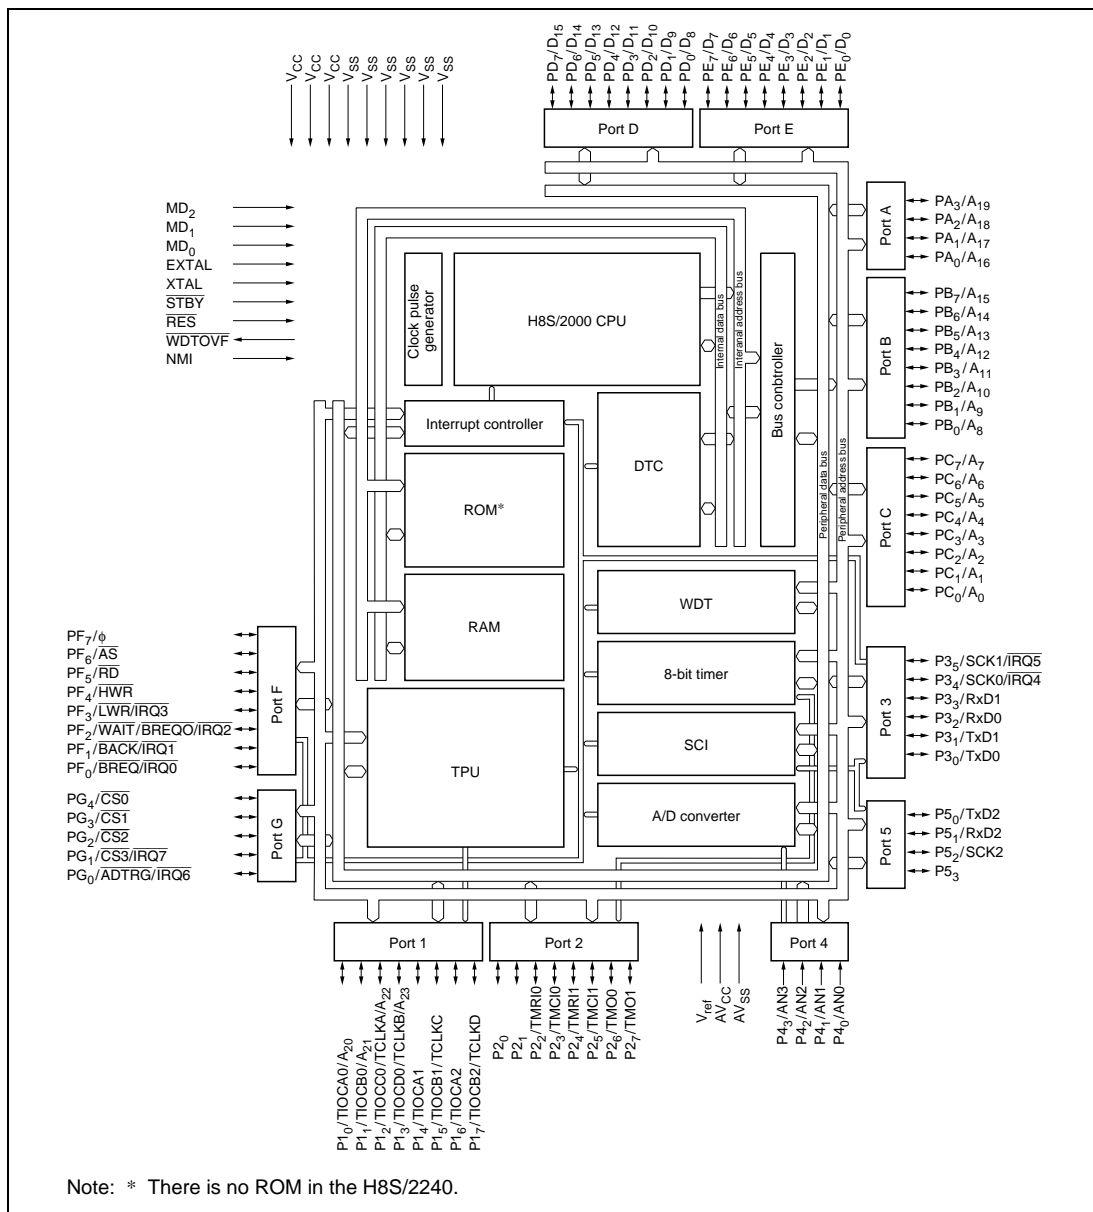 VCC
VCC
VCC
VSS
VSS
VSS
VSS
VSS
VSS
PD7/D15
PD6/D14
PD5/D13
PD4/D12
PD3/D11
PD2/D10
PD1/D9
PD0/D8
PE7/D7
PE6/D6
PE5/D5
PE4/D4
PE3/D3
PE2/D2
PE1/D1
PE0/D0
Port D
Port E
MD2
MD1
MD0
EXTAL
XTAL
STBY
RES
WDTOVF
NMI
Port A
PA3/A19
PA2/A18
PA1/A17
PA0/A16
Clock pulse
generator
H8S/2000 CPU
Internal data bus
Interanal address bus
Bus conbtroller
Port B
PB7/A15
PB6/A14
PB5/A13
PB4/A12
PB3/A11
PB2/A10
PB1/A9
PB0/A8
Interrupt controller
DTC
ROM*
RAM
Peripheral data bus
Peripheral address bus
Port C
PC7/A7
PC6/A6
PC5/A5
PC4/A4
PC3/A3
PC2/A2
PC1/A1
PC0/A0
WDT
8-bit timer
SCI
A/D converter
TPU
PF7/ϕ
PF6/AS
PF5/RD
PF4/HWR
PF3/LWR/IRQ3
PF2/WAIT/BREQO/IRQ2
PF1/BACK/IRQ1
PF0/BREQ/IRQ0
Port F
PG4/CS0
PG3/CS1
PG2/CS2
PG1/CS3/IRQ7
PG0/ADTRG/IRQ6
Port G
Port 3
P35/SCK1/IRQ5
P34/SCK0/IRQ4
P33/RxD1
P32/RxD0
P31/TxD1
P30/TxD0
Port 5
P50/TxD2
P51/RxD2
P52/SCK2
P53
Port 1
Port 2
Port 4
P10/TIOCA0/A20
P11/TIOCB0/A21
P12/TIOCC0/TCLKA/A22
P13/TIOCD0/TCLKB/A23
P14/TIOCA1
P15/TIOCB1/TCLKC
P16/TIOCA2
P17/TIOCB2/TCLKD
P20
P21
P22/TMRI0
P23/TMCI0
P24/TMRI1
P25/TMCI1
P26/TMO0
P27/TMO1
Vref
AVCC
AVSS
P43/AN3
P42/AN2
P41/AN1
P40/AN0
Note: * There is no ROM in the H8S/2240.